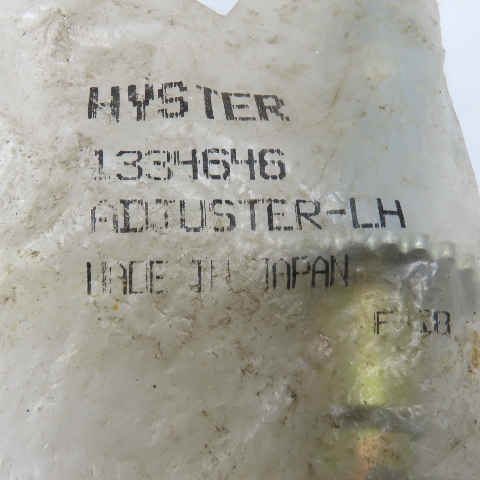 HYSTER
1334646
ADJUSTER-LH
MADE IN JAPAN